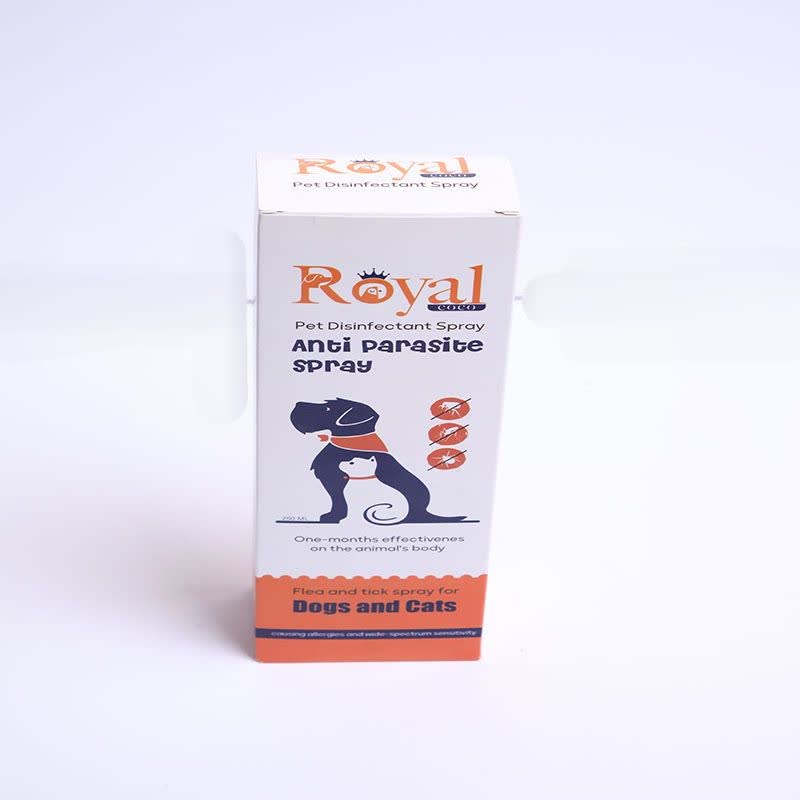 Royal
coco
Pet Disinfectant Spray
Royal
coco
Pet Disinfectant Spray
Anti Parasite
Spray
250 ML
One-months effectivenes
on the animal's body
Flea and tick spray for
Dogs and Cats
causing allergies and wide-spectrum sensitivity